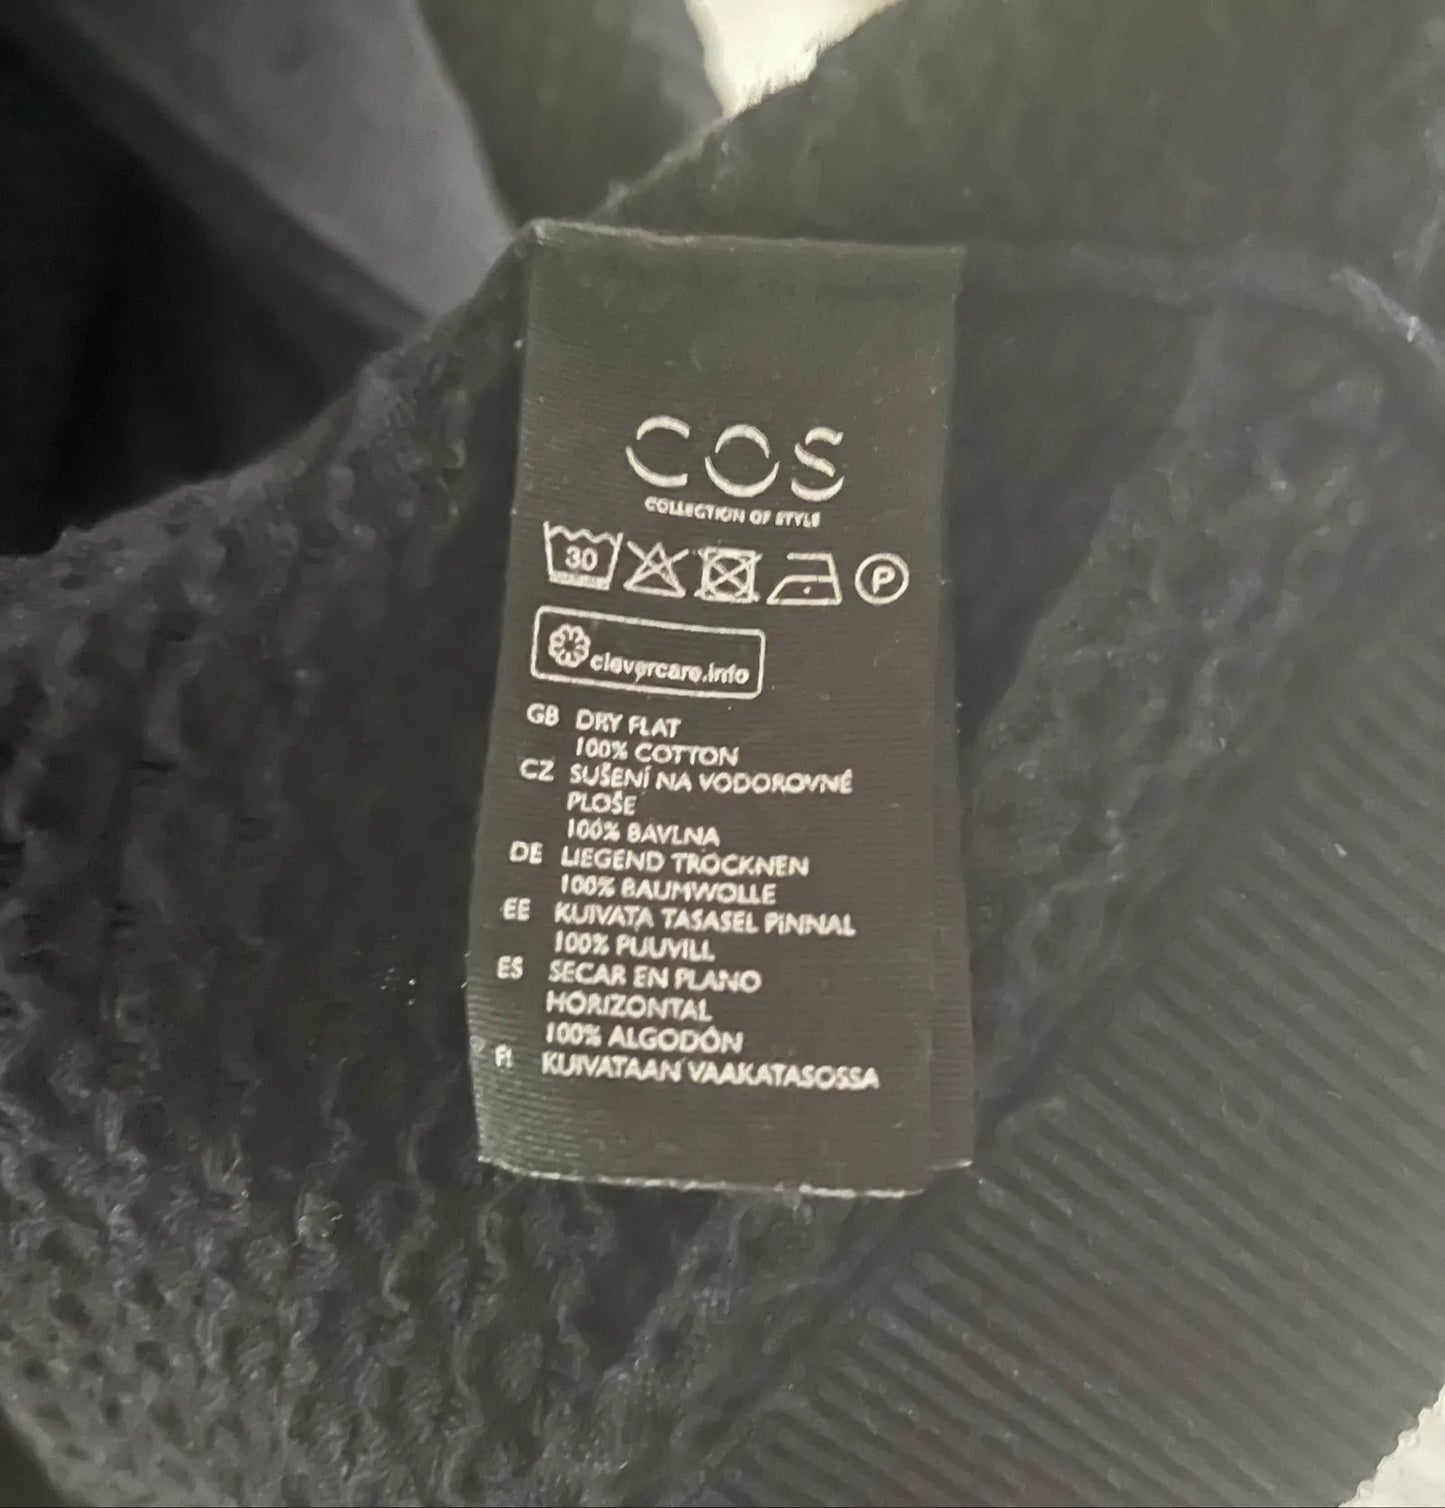 COS
COLLECTION OF STYLE
30
P
clevercare.info
GB DRY FLAT
100% COTTON
CZ SUŠENÍ NA VODOROVNÉ
PLOŠE
100% BAVLNA
DE LIEGEND TROCKNEN
100% BAUMWOLLE
EE KUIVATA TASASEL PINNAL
100% PUUVILL
ES SECAR EN PLANO
HORIZONTAL
100% ALGODÓN
FI KUIVATAAN VAAKATASOSSA